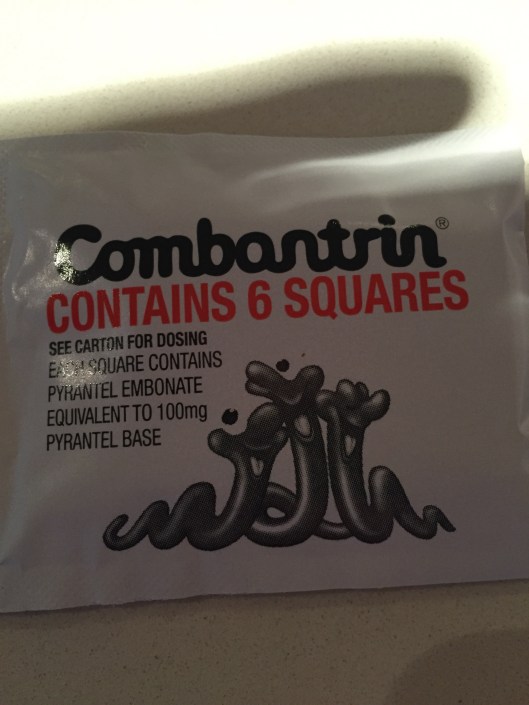 Combantrin®
CONTAINS 6 SQUARES
SEE CARTON FOR DOSING
EACH SQUARE CONTAINS
PYRANTEL EMBONATE
EQUIVALENT TO 100mg
PYRANTEL BASE